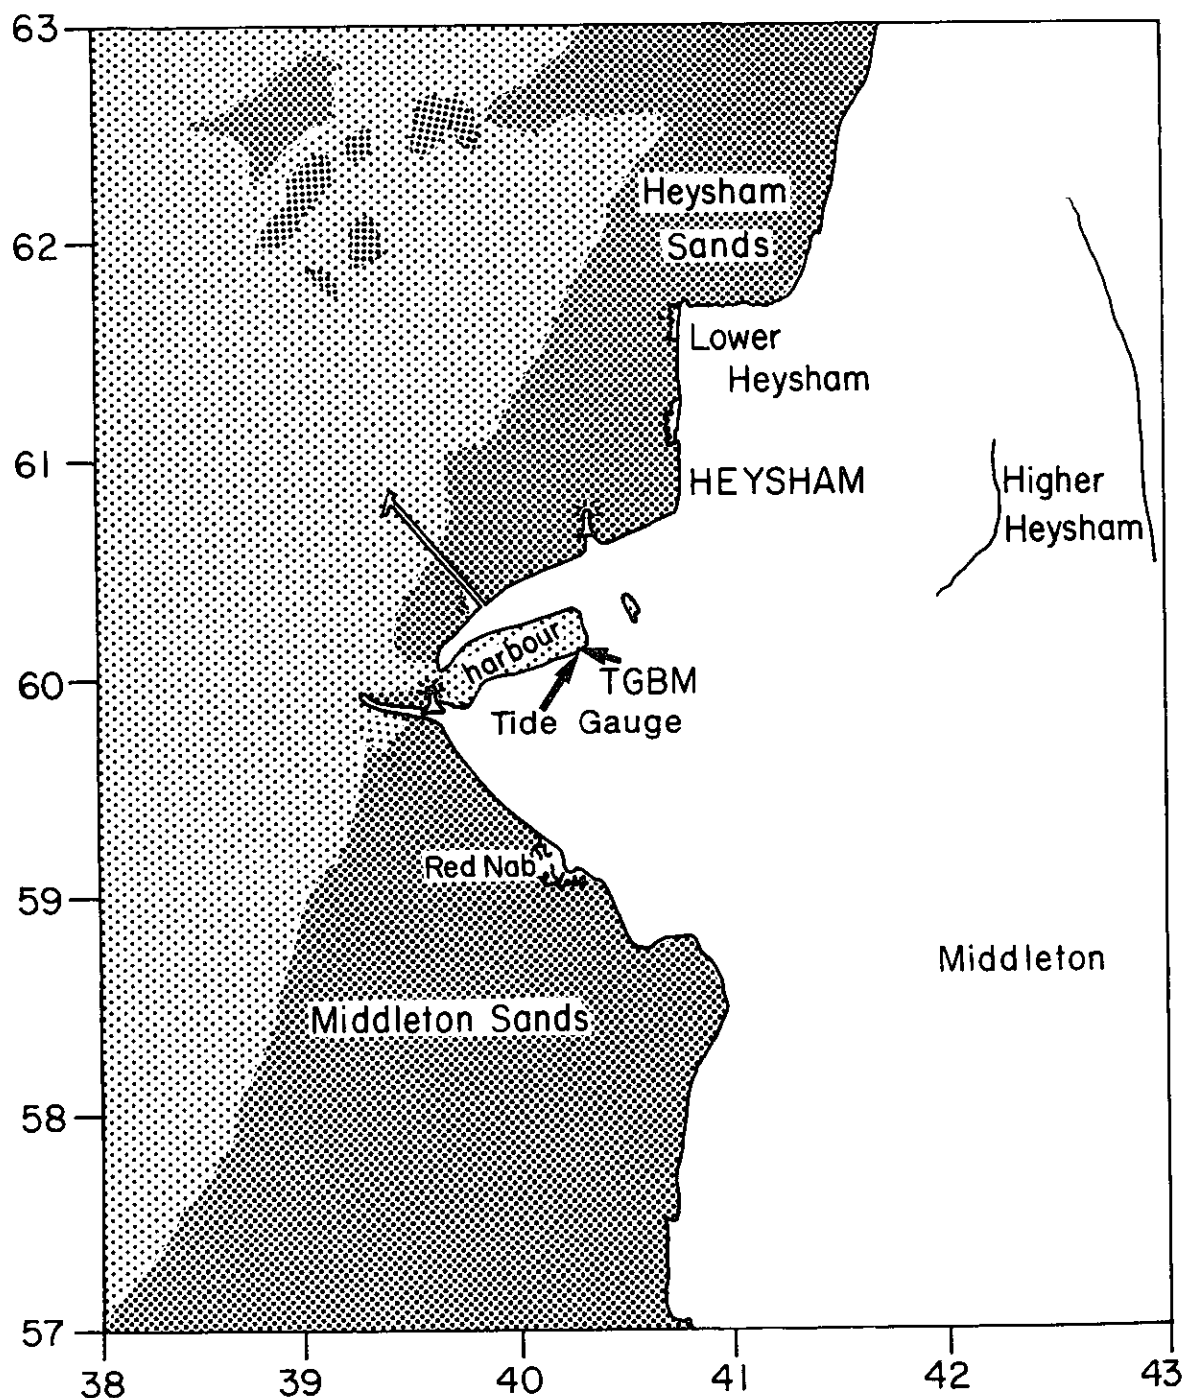 63
Heysham
Sands
62
Lower
Heysham
61
HEYSHAM
Higher
Heysham
harbour
TGBM
60
Tide Gauge
Red Nab
59
Middleton
Middleton Sands
58
57
38 39 40 41 42 43